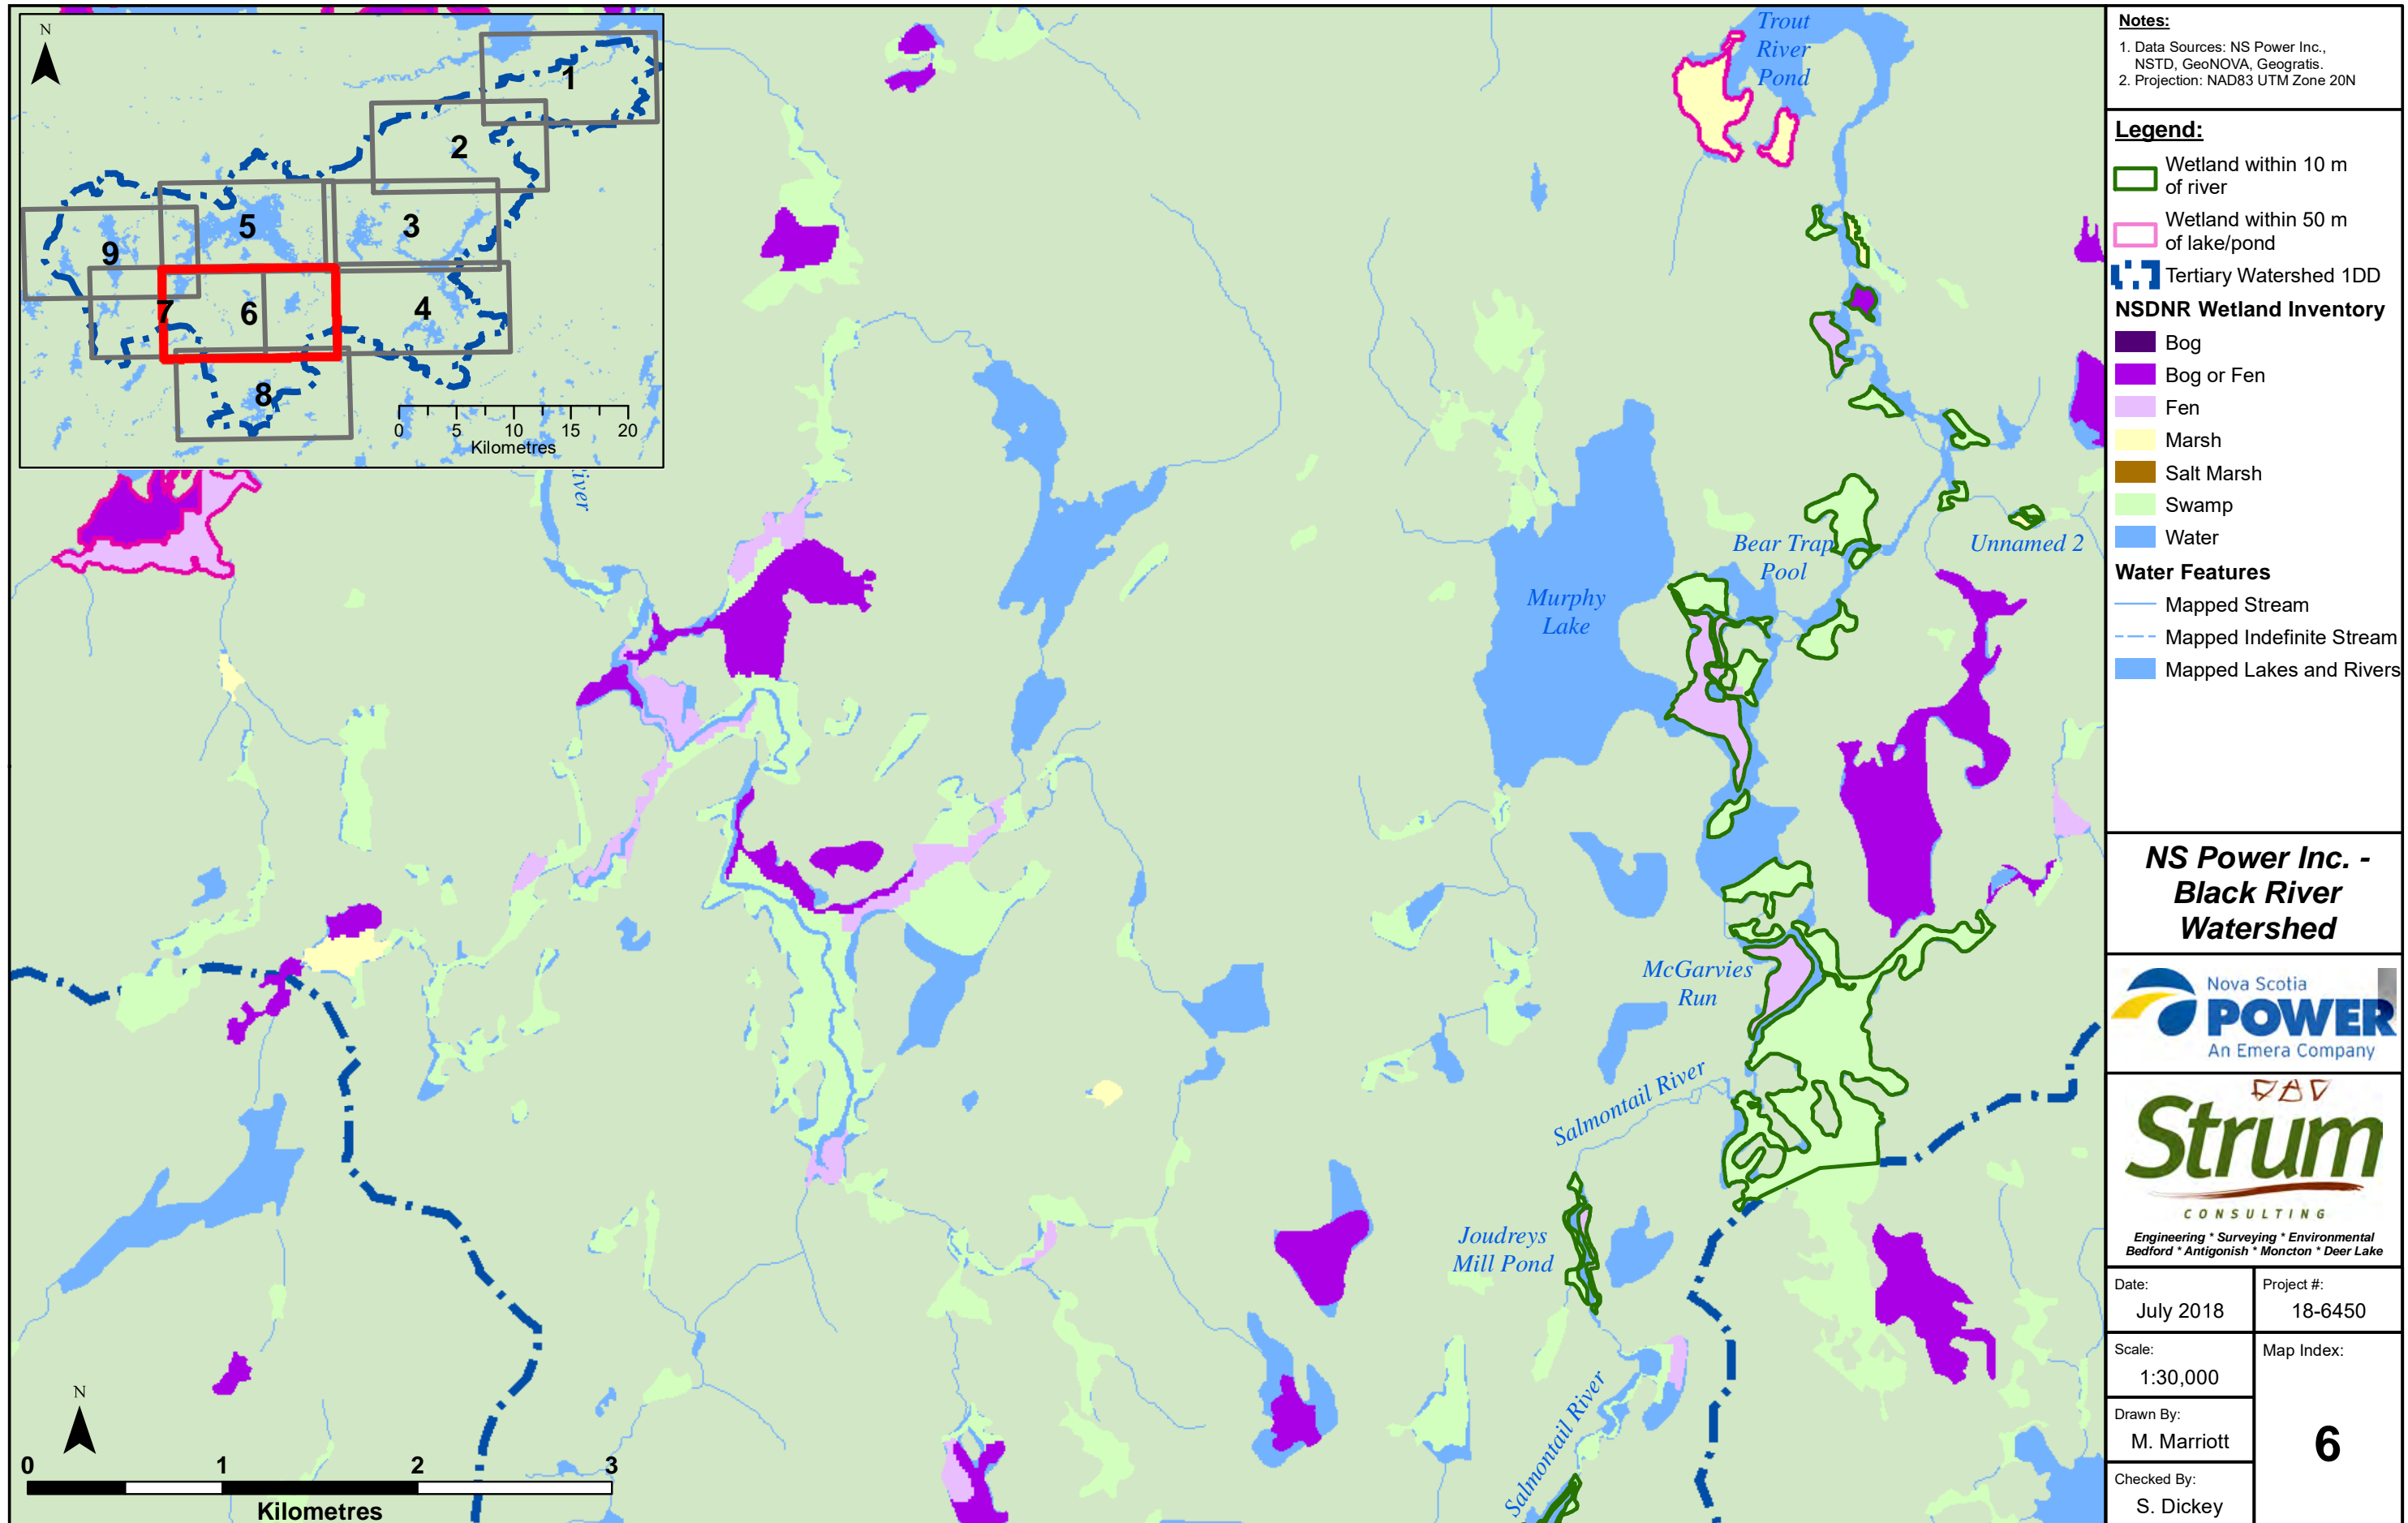 N
1
2
3
4
5
6
7
8
9
0 5 10 15 20
Kilometres
River
Trout
River
Pond
Bear Trap
Pool
Unnamed 2
Murphy
Lake
McGarvies
Run
Salmontail River
Joudreys
Mill Pond
Salmontail River
N
0 1 2 3
Kilometres
Notes:
1. Data Sources: NS Power Inc.,
NSTD, GeoNOVA, Geogratis.
2. Projection: NAD83 UTM Zone 20N
Legend:
Wetland within 10 m
of river
Wetland within 50 m
of lake/pond
Tertiary Watershed 1DD
NSDNR Wetland Inventory
Bog
Bog or Fen
Fen
Marsh
Salt Marsh
Swamp
Water
Water Features
Mapped Stream
Mapped Indefinite Stream
Mapped Lakes and Rivers
NS Power Inc. -
Black River
Watershed
Nova Scotia
POWER
An Emera Company
Strum
CONSULTING
Engineering * Surveying * Environmental
Bedford * Antigonish * Moncton * Deer Lake
Date:
July 2018
Project #:
18-6450
Scale:
1:30,000
Map Index:
6
Drawn By:
M. Marriott
Checked By:
S. Dickey